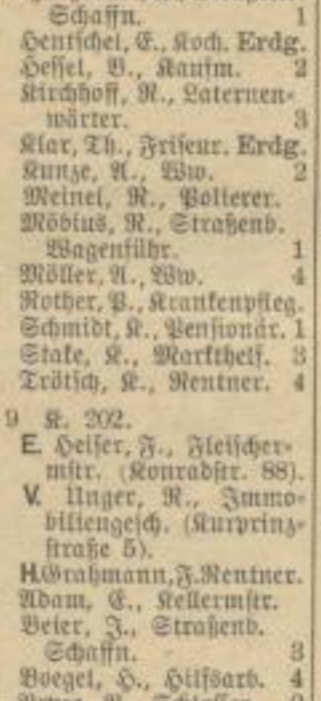 Schaffn. 1
Hentschel, E., Koch. Erdg.
Hessel, B., Kaufm. 2
Kirchhoff, R., Laternen-
wärter. 3
Klar, Th., Friseur. Erdg.
Kunze, A., Ww. 2
Meinel, R., Polierer.
Möbius, R., Straßenb.
Wagenführ. 1
Möller, A., Ww. 4
Rother, P., Krankenpfleg.
Schmidt, K., Pensionär. 1
Stake, K., Markthelf. 3
Trötsch, K., Rentner. 4
9 K. 202.
E. Heiser, F., Fleischer-
mstr. (Konradstr. 88).
V. Unger, R., Immo-
biliengesch. (Kurprinz-
straße 5).
H. Grahmann, F. Rentner.
Adam, E., Kellermstr.
Beier, J., Straßenb.
Schaffn. 3
Boegel, H., Hilfsarb. 4